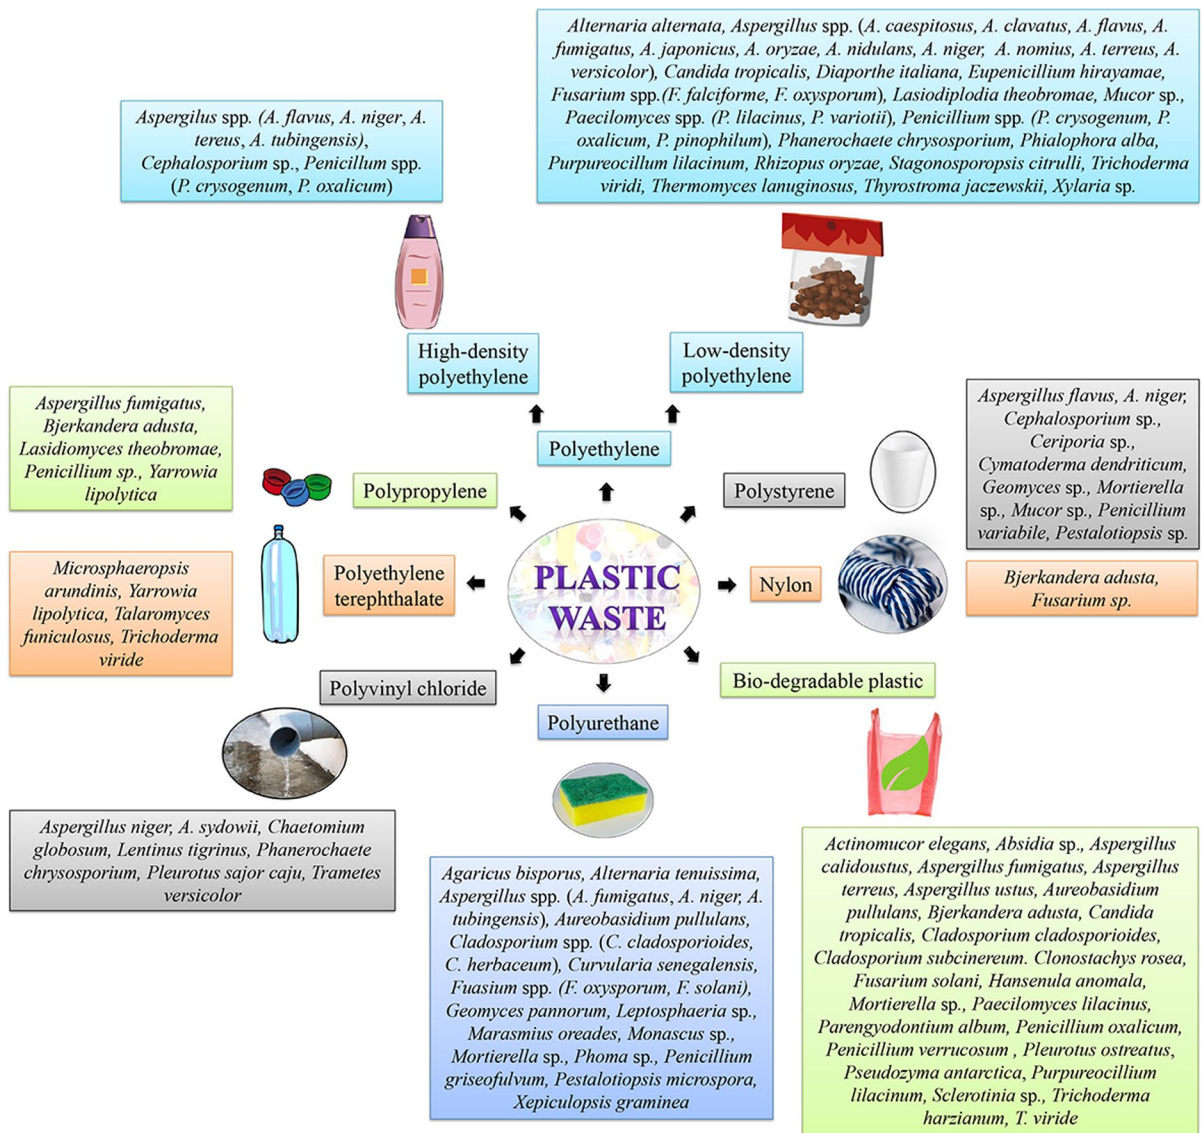 Alternaria alternata, Aspergillus spp. (A. caespitosus, A. clavatus, A. flavus, A.
fumigatus, A. japonicus, A. oryzae, A. nidulans, A. niger, A. nomius, A. terreus, A.
versicolor), Candida tropicalis, Diaporthe italiana, Eupenicillium hirayamae,
Fusarium spp.(F. falciforme, F. oxysporum), Lasiodiplodia theobromae, Mucor sp.,
Paecilomyces spp. (P. lilacinus, P. variotii), Penicillium spp. (P. crysogenum, P.
oxalicum, P. pinophilum), Phanerochaete chrysosporium, Phialophora alba,
Purpureocillum lilacinum, Rhizopus oryzae, Stagonosporopsis citrulli, Trichoderma
viridi, Thermomyces lanuginosus, Thyrostroma jaczewskii, Xylaria sp.
Aspergilus spp. (A. flavus, A. niger, A.
tereus, A. tubingensis),
Cephalosporium sp., Penicillum spp.
(P. crysogenum, P. oxalicum)
High-density
polyethylene
Low-density
polyethylene
Aspergillus fumigatus,
Bjerkandera adusta,
Lasidiomyces theobromae,
Penicillium sp., Yarrowia
lipolytica
Polypropylene
Polyethylene
Polystyrene
Aspergillus flavus, A. niger,
Cephalosporium sp.,
Ceriporia sp.,
Cymatoderma dendriticum,
Geomyces sp., Mortierella
sp., Mucor sp., Penicillium
variabile, Pestalotiopsis sp.
Microsphaeropsis
arundinis, Yarrowia
lipolytica, Talaromyces
funiculosus, Trichoderma
viride
Polyethylene
terephthalate
PLASTIC
WASTE
Nylon
Bjerkandera adusta,
Fusarium sp.
Polyvinyl chloride
Polyurethane
Bio-degradable plastic
Aspergillus niger, A. sydowii, Chaetomium
globosum, Lentinus tigrinus, Phanerochaete
chrysosporium, Pleurotus sajor caju, Trametes
versicolor
Agaricus bisporus, Alternaria tenuissima,
Aspergillus spp. (A. fumigatus, A. niger, A.
tubingensis), Aureobasidium pullulans,
Cladosporium spp. (C. cladosporioides,
C. herbaceum), Curvularia senegalensis,
Fuasium spp. (F. oxysporum, F. solani),
Geomyces pannorum, Leptosphaeria sp.,
Marasmius oreades, Monascus sp.,
Mortierella sp., Phoma sp., Penicillium
griseofulvum, Pestalotiopsis microspora,
Xepiculopsis graminea
Actinomucor elegans, Absidia sp., Aspergillus
calidoustus, Aspergillus fumigatus, Aspergillus
terreus, Aspergillus ustus, Aureobasidium
pullulans, Bjerkandera adusta, Candida
tropicalis, Cladosporium cladosporioides,
Cladosporium subcinereum. Clonostachys rosea,
Fusarium solani, Hansenula anomala,
Mortierella sp., Paecilomyces lilacinus,
Parengyodontium album, Penicillium oxalicum,
Penicillium verrucosum , Pleurotus ostreatus,
Pseudozyma antarctica, Purpureocillium
lilacinum, Sclerotinia sp., Trichoderma
harzianum, T. viride